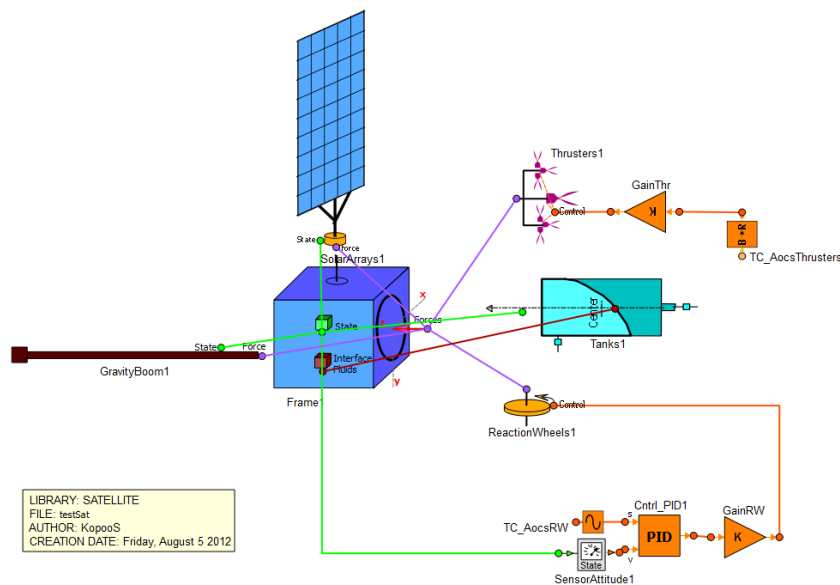 Thrusters1
GainThr
K
Control
B→R
TC_AocsThrusters
State
Force
SolarArrays1
x
Center
State
Forces
z
Tanks1
State
Force
Interface
Fluids
GravityBoom1
y
Frame1
Control
ReactionWheels1
LIBRARY: SATELLITE
FILE: testSat
AUTHOR: KopooS
CREATION DATE: Friday, August 5 2012
Cntrl_PID1
GainRW
s
TC_AocsRW
PID
K
State
v
SensorAttitude1